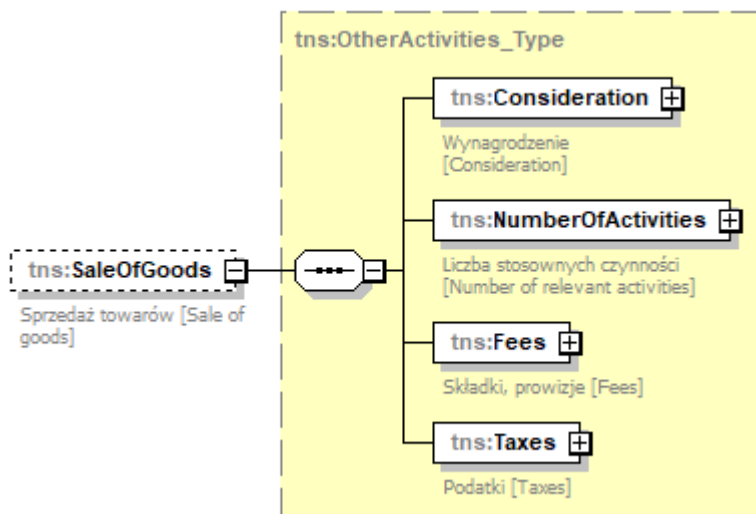 tns:OtherActivities_Type
tns:Consideration
Wynagrodzenie
[Consideration]
tns:NumberOfActivities
Liczba stosownych czynności
[Number of relevant activities]
tns:SaleOfGoods
Sprzedaż towarów [Sale of
goods]
tns:Fees
Składki, prowizje [Fees]
tns:Taxes
Podatki [Taxes]